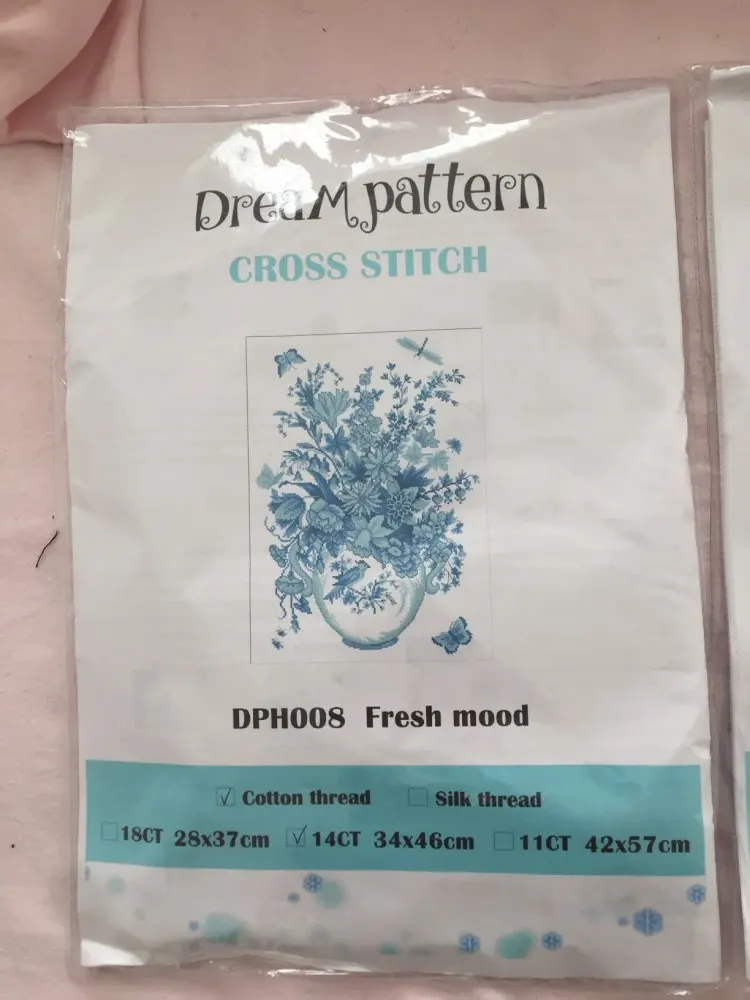 Dream pattern
CROSS STITCH
DPH008 Fresh mood
Cotton thread Silk thread
18CT 28x37cm 14CT 34x46cm 11CT 42x57cm